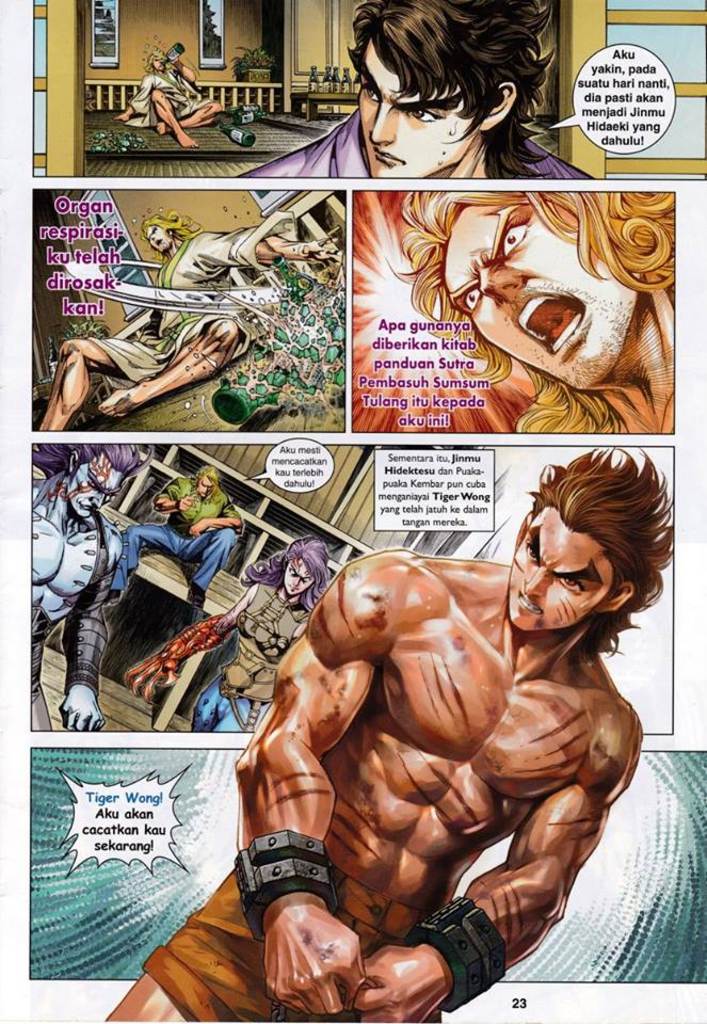 Aku
yakin, pada
suatu hari nanti,
dia pasti akan
menjadi Jinmu
Hidaeki yang
dahulu!
Organ
respirasi-
ku telah
dirosak-
kan!
Apa gunanya
diberikan kitab
panduan Sutra
Pembasuh Sumsum
Tulang itu kepada
aku ini!
Aku mesti
mencacatkan
kau terlebih
dahulu!
Sementara itu, Jinmu
Hidektesu dan Puaka-
puaka Kembar pun cuba
menganiayai Tiger Wong
yang telah jatuh ke dalam
tangan mereka.
Tiger Wong!
Aku akan
cacatkan kau
sekarang!
23